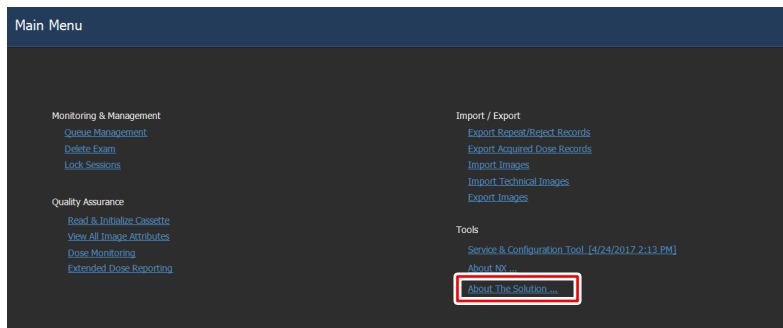 Main Menu
Monitoring & Management
Queue Management
Delete Exam
Lock Sessions
Quality Assurance
Read & Initialize Cassette
View All Image Attributes
Dose Monitoring
Extended Dose Reporting
Import / Export
Export Repeat/Reject Records
Export Acquired Dose Records
Import Images
Import Technical Images
Export Images
Tools
Service & Configuration Tool [4/24/2017 2:13 PM]
About NX ...
About The Solution ...